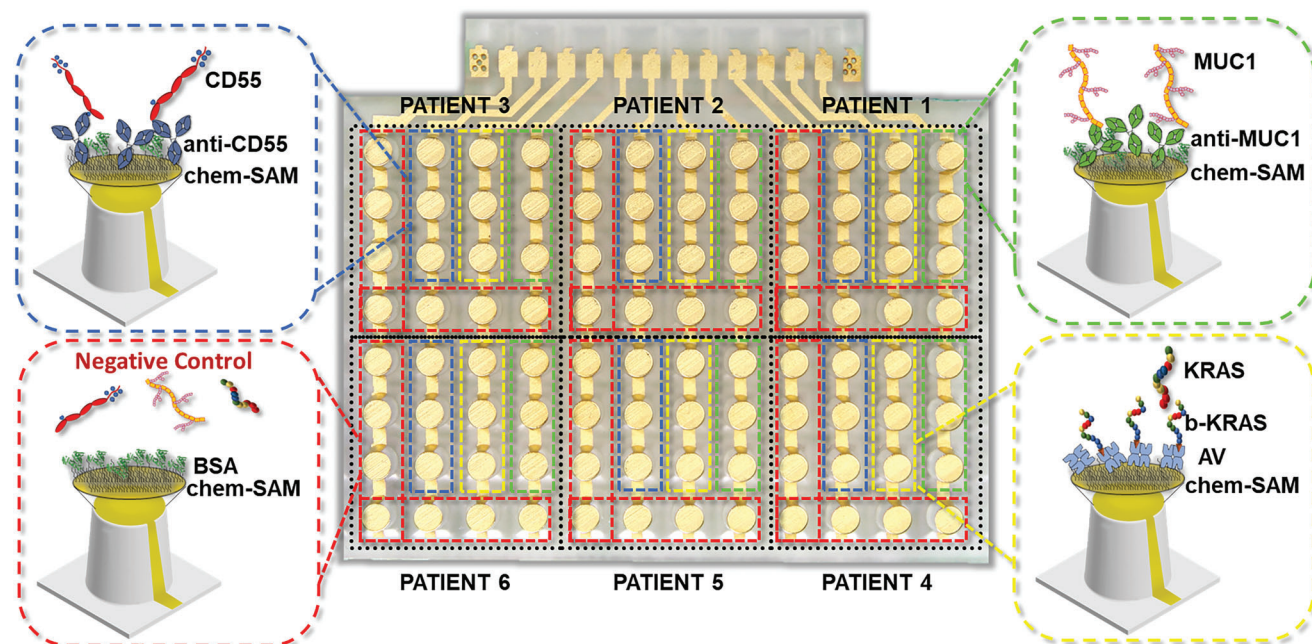 CD55
anti-CD55
chem-SAM
PATIENT 3
PATIENT 2
PATIENT 1
MUC1
anti-MUC1
chem-SAM
Negative Control
BSA
chem-SAM
KRAS
b-KRAS
AV
chem-SAM
PATIENT 6
PATIENT 5
PATIENT 4